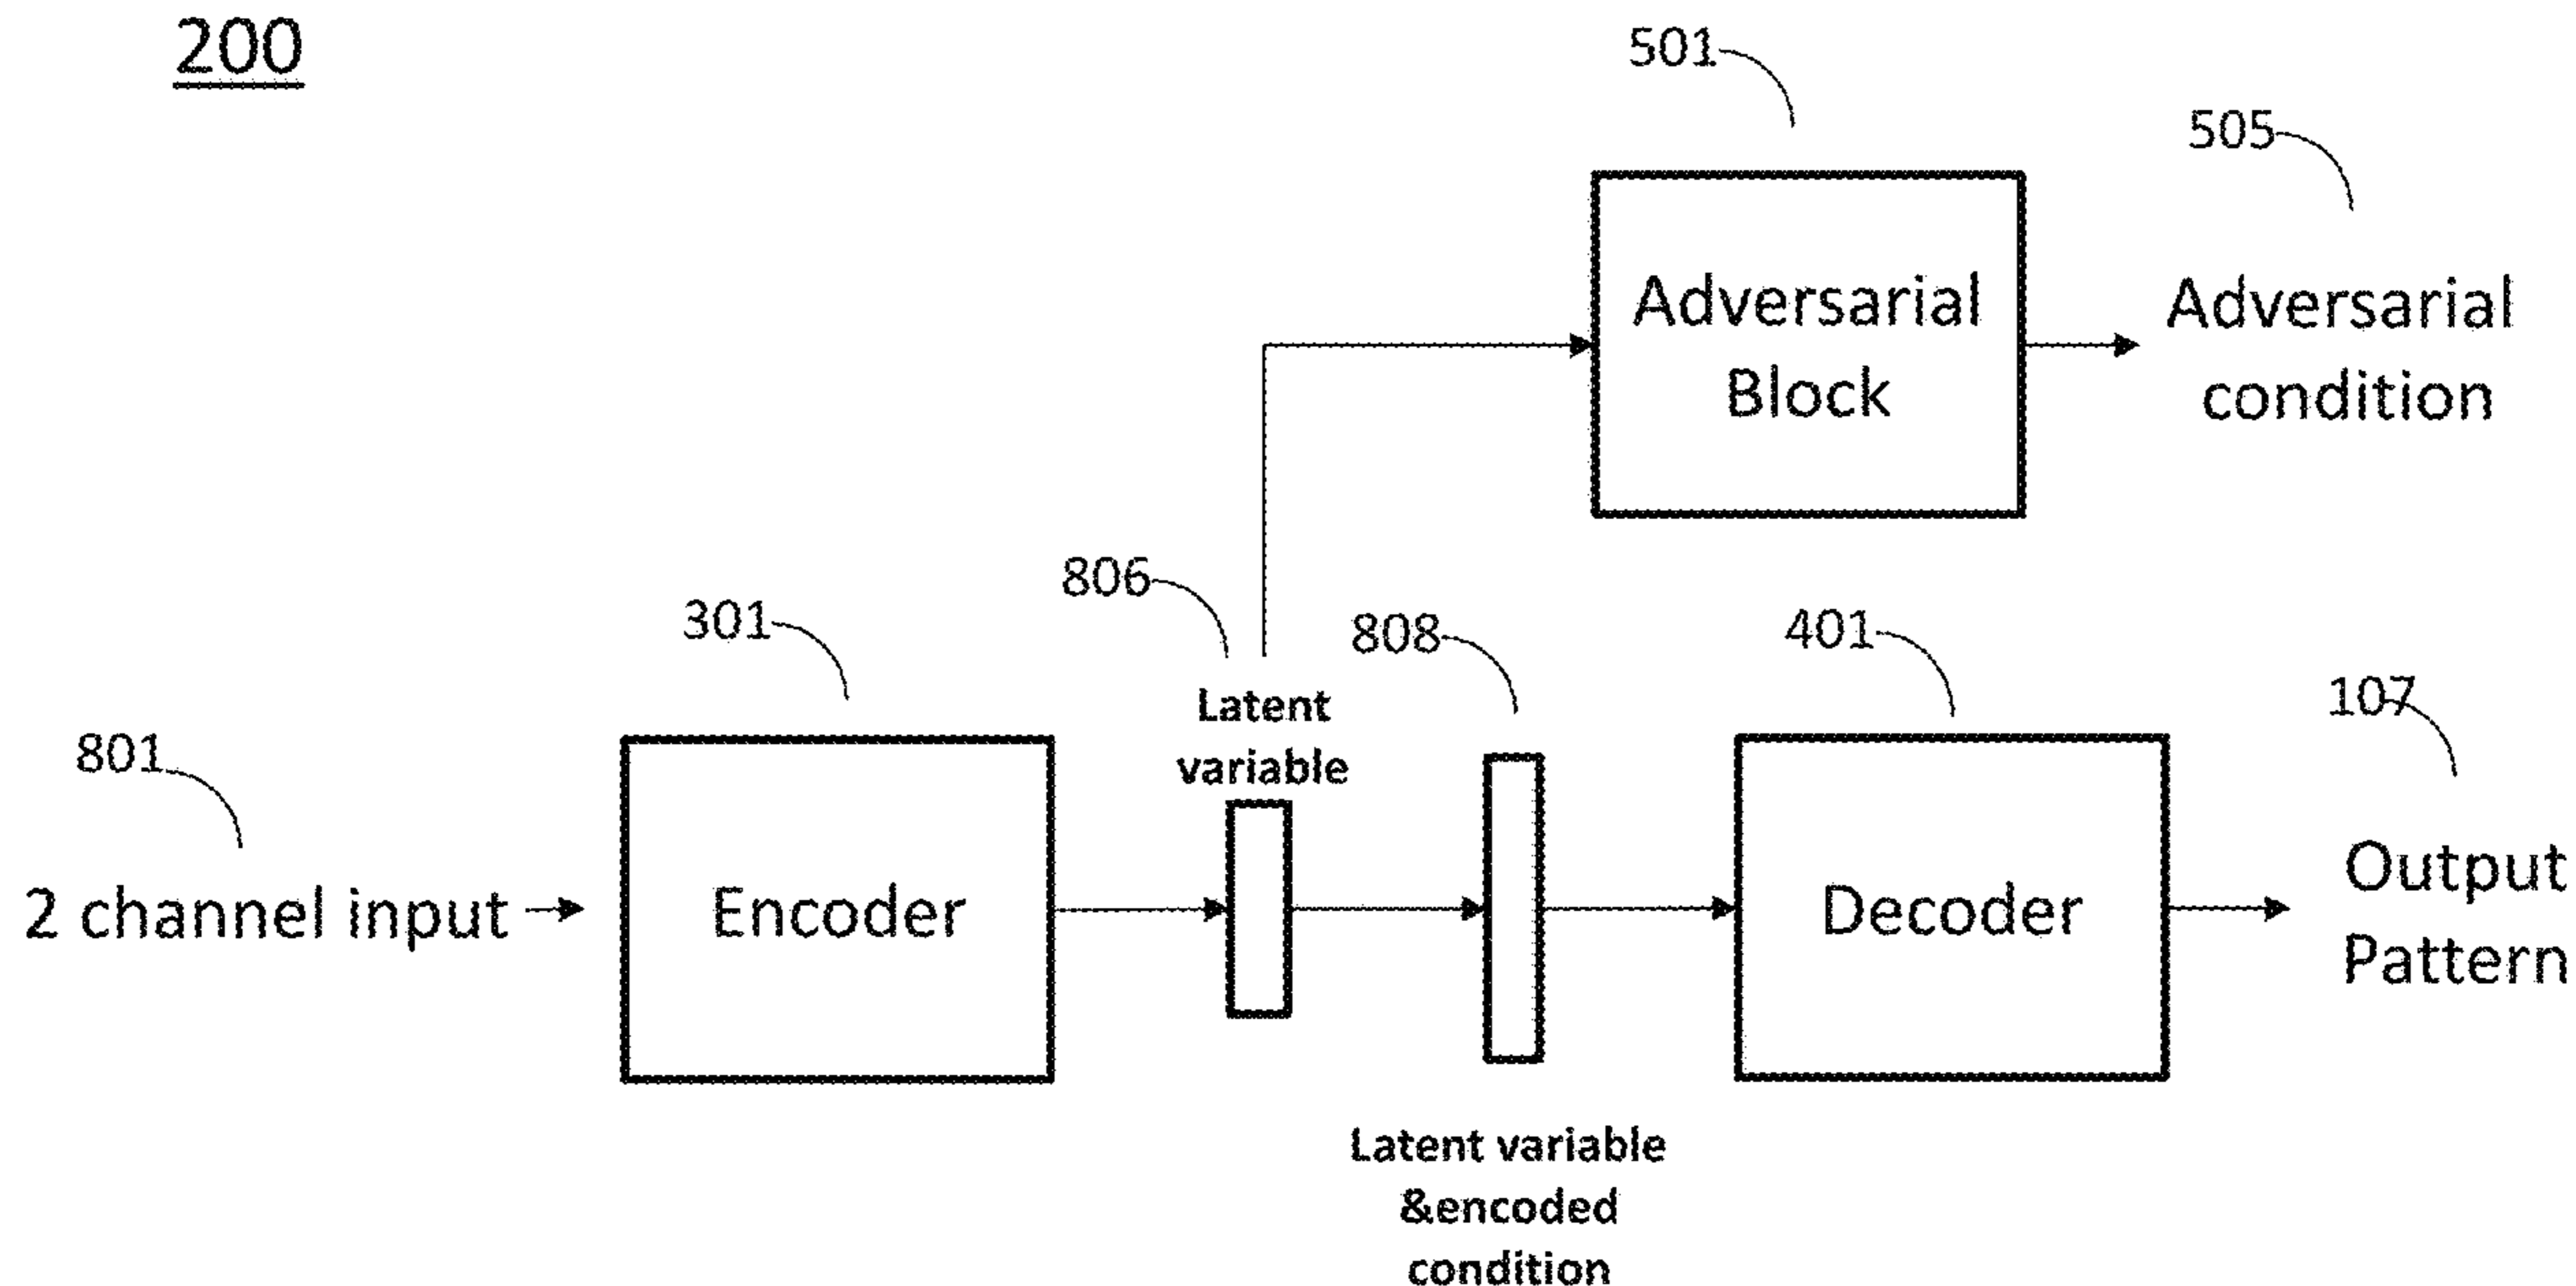 200
501
505
Adversarial
Block
Adversarial
condition
806
301
808
401
107
Latent
variable
801
2 channel input
Encoder
Decoder
Output
Pattern
Latent variable
&encoded
condition